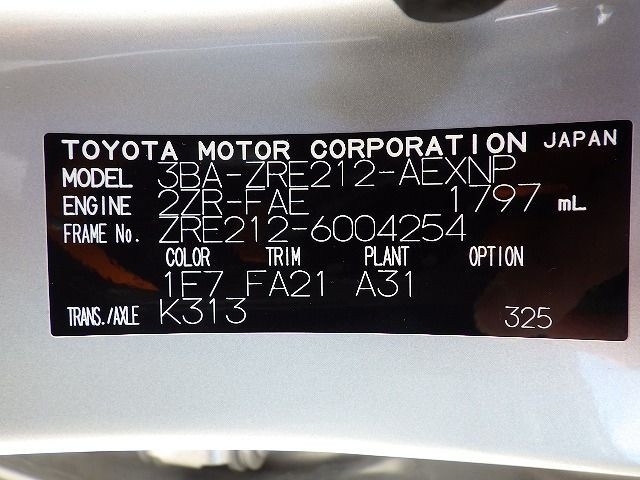 TOYOTA MOTOR CORPORATION JAPAN
MODEL 3BA-ZRE212-AEXNP
ENGINE 2ZR-FAE 1797 mL
FRAME No. ZRE212-6004254
COLOR TRIM PLANT OPTION
1E7 FA21 A31
TRANS./AXLE K313 325